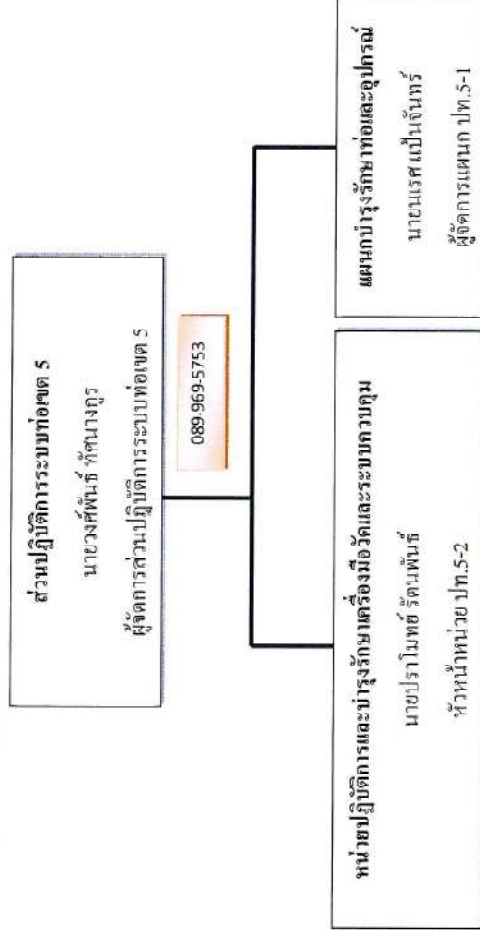 ส่วนปฏิบัติการระบบท่อเขต 5
นายวงศ์พันธ์ ทัศนางกูร
ผู้จัดการส่วนปฏิบัติการระบบท่อเขต 5
089-969-5753
หน่วยปฏิบัติการและบำรุงรักษาเครื่องมือวัดและระบบควบคุม
นายปราโมทย์ รัตนพันธ์
หัวหน้าหน่วย ปท.5-2
แผนกบำรุงรักษาท่อและอุปกรณ์
นายนเรศ แป้นจันทร์
ผู้จัดการแผนก ปท.5-1